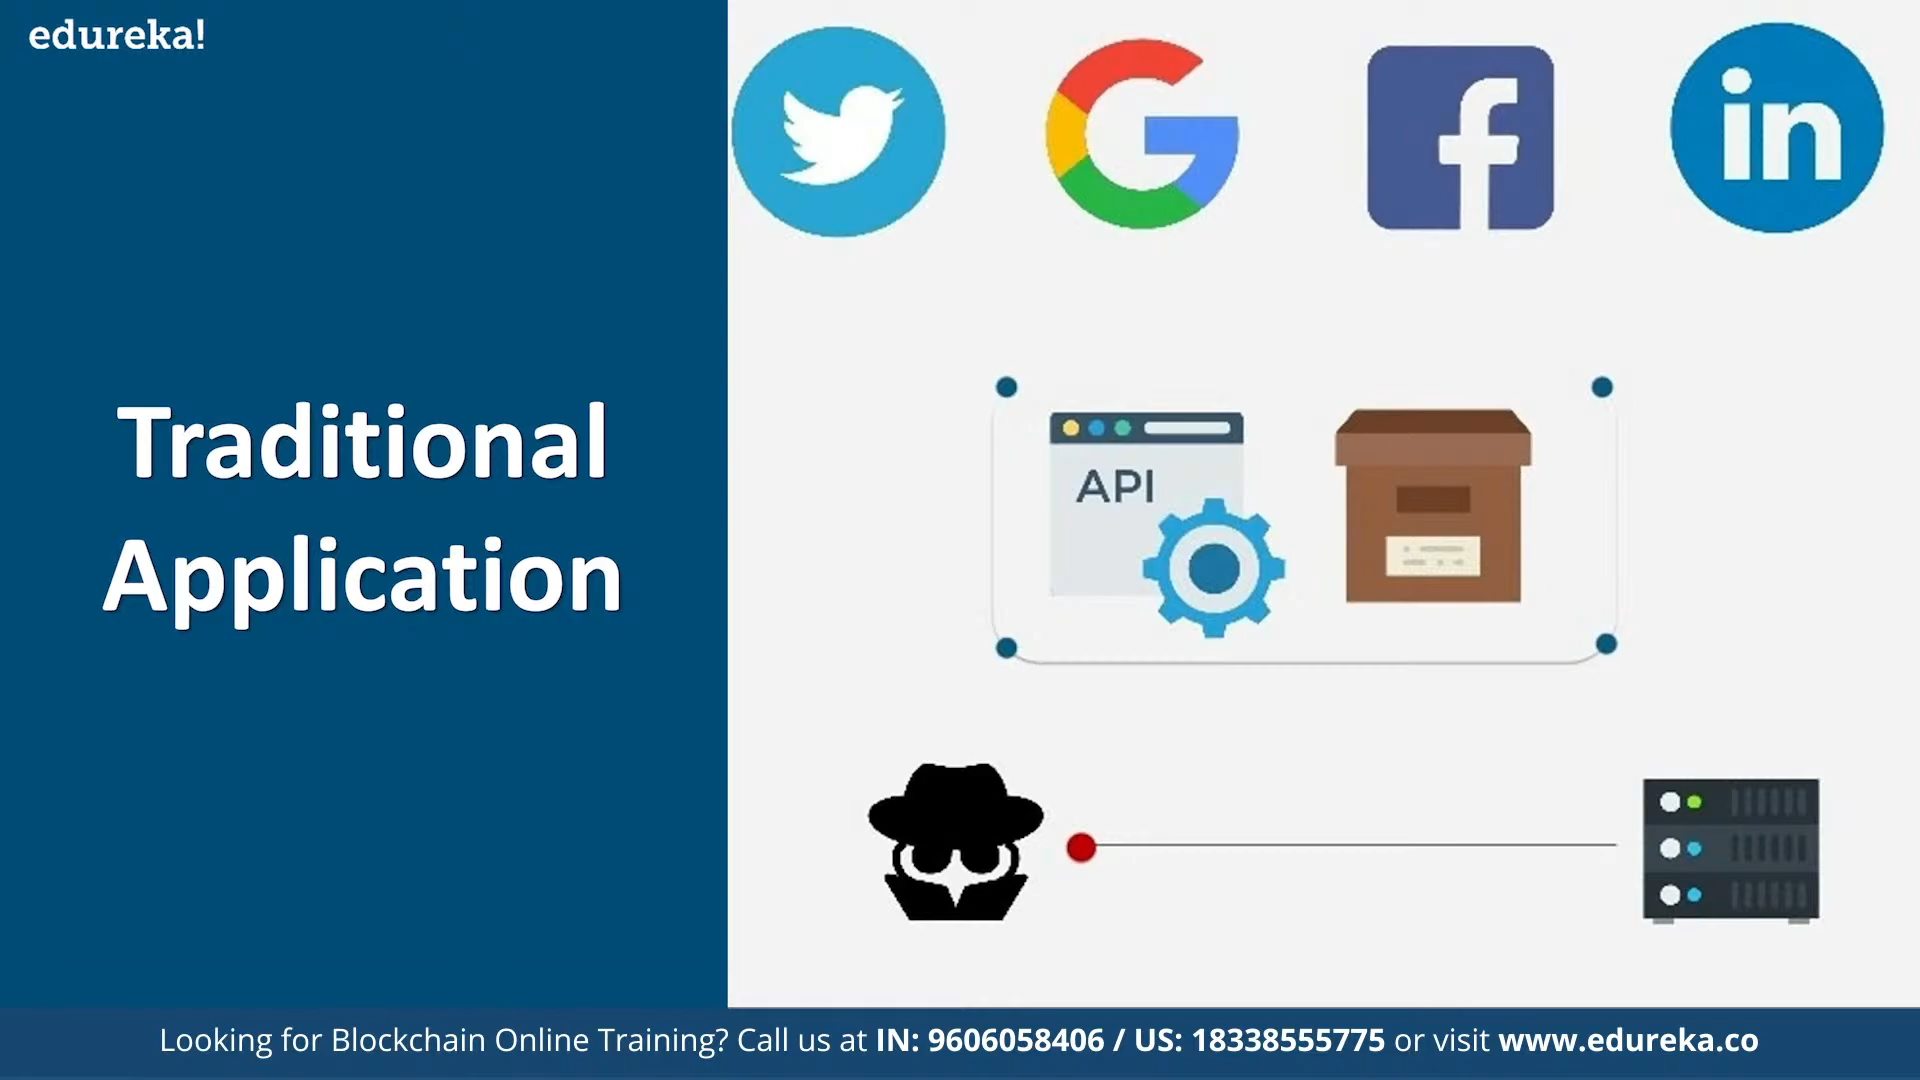 edureka!
in
Traditional
Application
API
Looking for Blockchain Online Training? Call us at IN: 9606058406 / US: 18338555775 or visit www.edureka.co